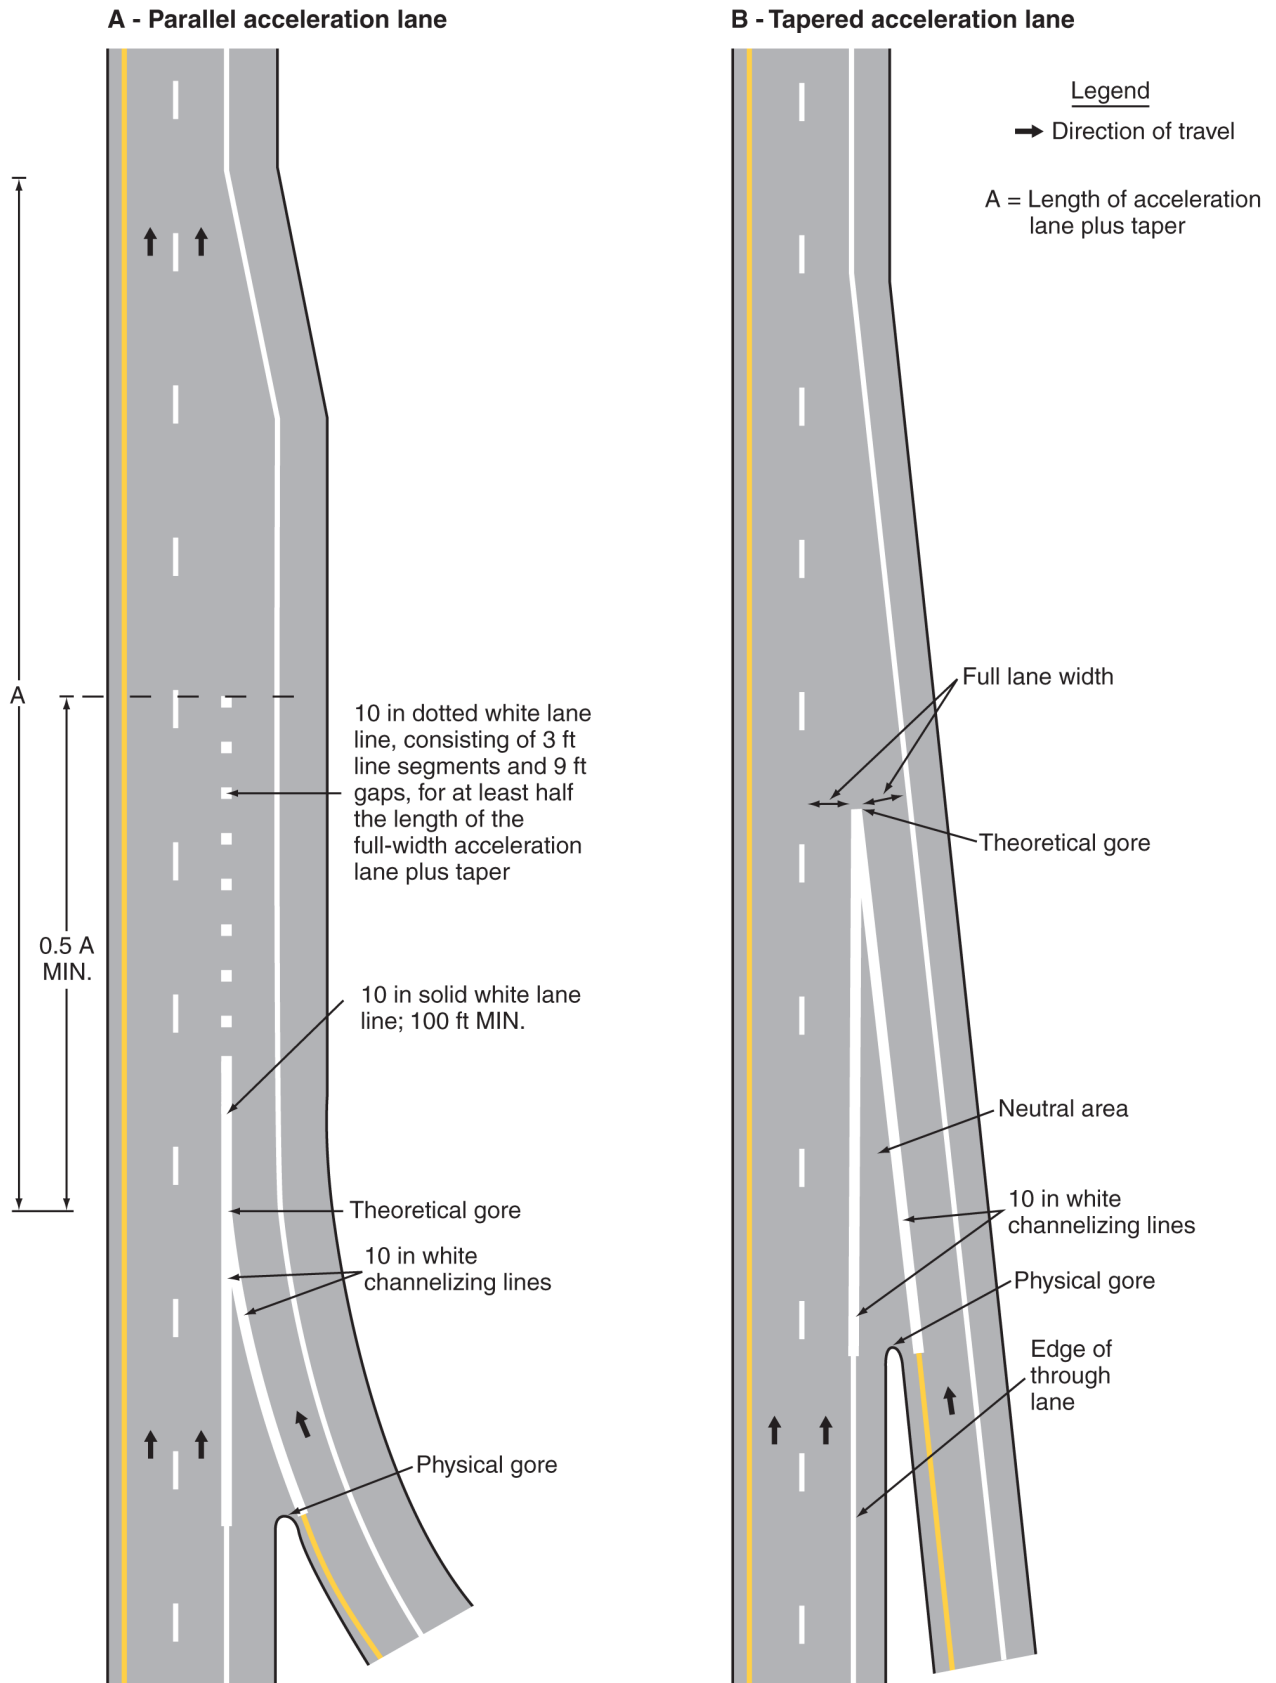 A - Parallel acceleration lane
A
0.5 A
MIN.
10 in dotted white lane
line, consisting of 3 ft
line segments and 9 ft
gaps, for at least half
the length of the
full-width acceleration
lane plus taper
10 in solid white lane
line; 100 ft MIN.
Theoretical gore
10 in white
channelizing lines
Physical gore
B - Tapered acceleration lane
Legend
Direction of travel
A = Length of acceleration
lane plus taper
Full lane width
Theoretical gore
Neutral area
10 in white
channelizing lines
Physical gore
Edge of
through
lane